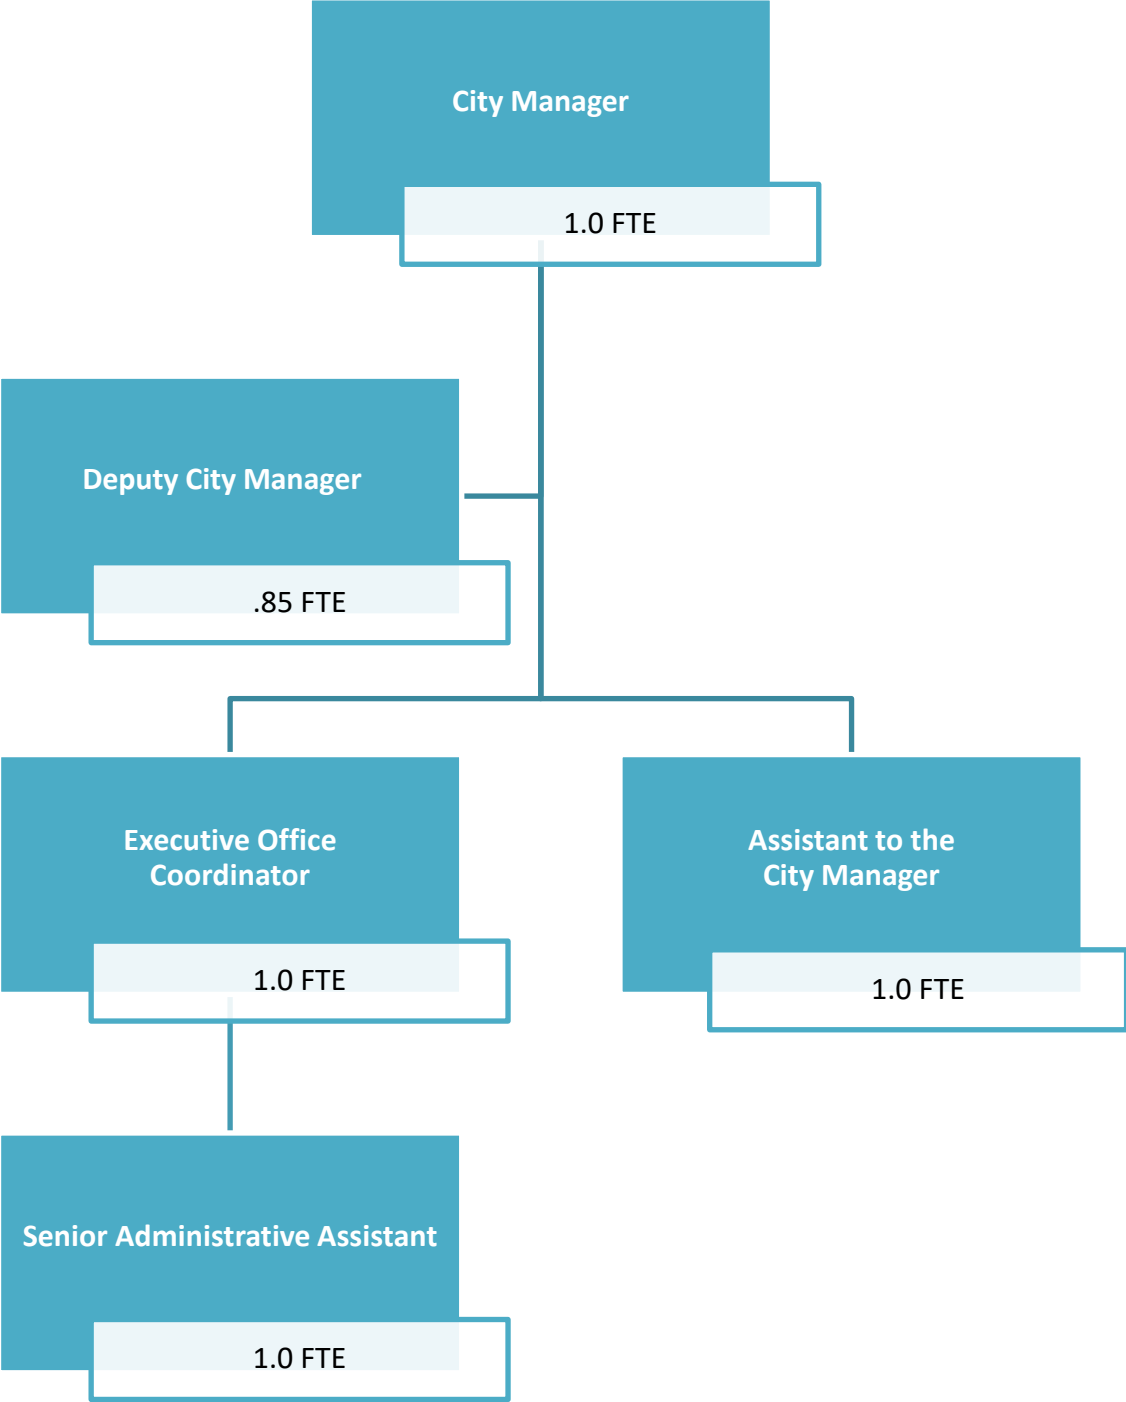 City Manager
1.0 FTE
Deputy City Manager
.85 FTE
Executive Office
Coordinator
1.0 FTE
Assistant to the
City Manager
1.0 FTE
Senior Administrative Assistant
1.0 FTE